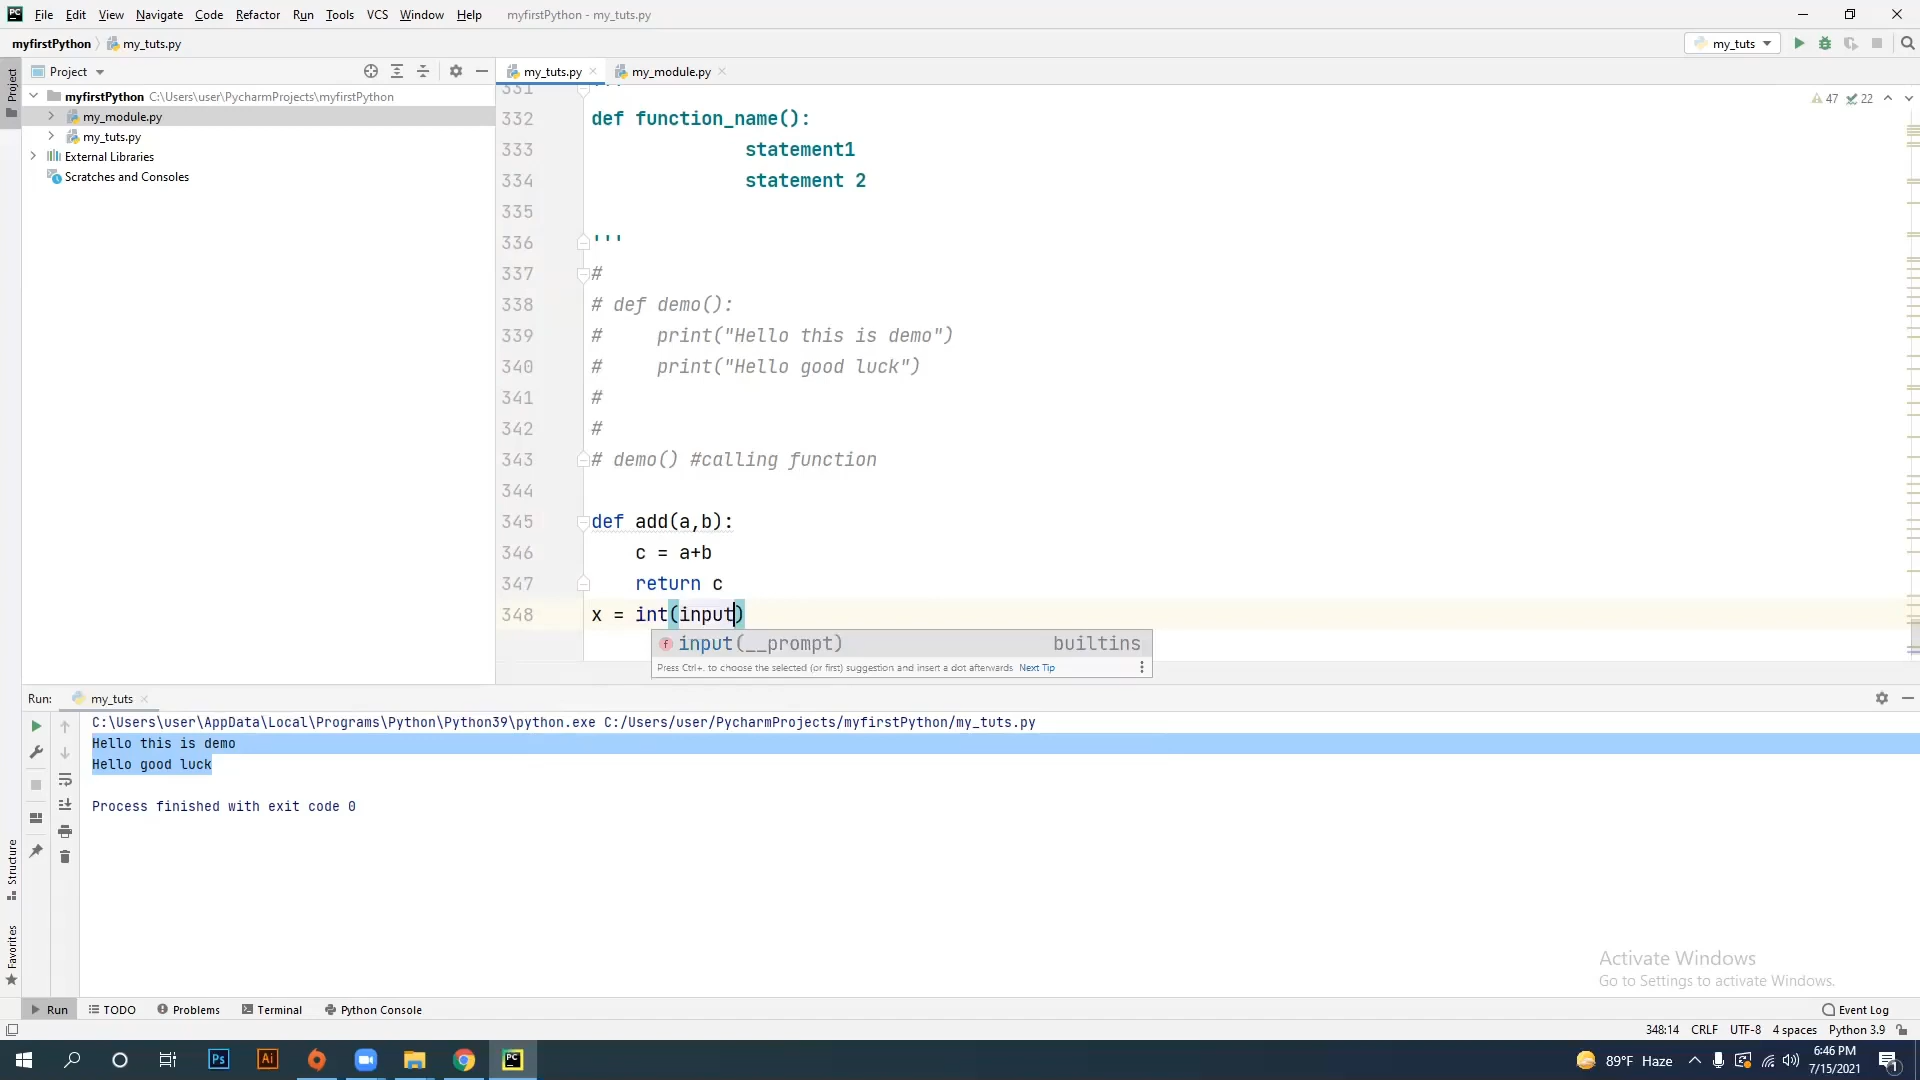 File Edit View Navigate Code Refactor Run Tools VCS Window Help myfirstPython - my_tuts.py
myfirstPython my_tuts.py my_tuts
Project
Project my_tuts.py my_module.py
myfirstPython C:\Users\user\PycharmProjects\myfirstPython
my_module.py
my_tuts.py
External Libraries
Scratches and Consoles
47 22
331 '''
332 def function_name():
333 statement1
334 statement 2
335
336 '''
337 #
338 # def demo():
339 #     print("Hello this is demo")
340 #     print("Hello good luck")
341 #
342 #
343 # demo() #calling function
344
345 def add(a,b):
346     c = a+b
347     return c
348 x = int(input)
input(__prompt) builtins
Press Ctrl+. to choose the selected (or first) suggestion and insert a dot afterwards Next Tip
Run: my_tuts
C:\Users\user\AppData\Local\Programs\Python\Python39\python.exe C:/Users/user/PycharmProjects/myfirstPython/my_tuts.py
Hello this is demo
Hello good luck
Process finished with exit code 0
Structure
Favorites
Activate Windows
Go to Settings to activate Windows.
Run TODO Problems Terminal Python Console Event Log
348:14 CRLF UTF-8 4 spaces Python 3.9
Ps Ai PC 89°F Haze 6:46 PM
7/15/2021 1